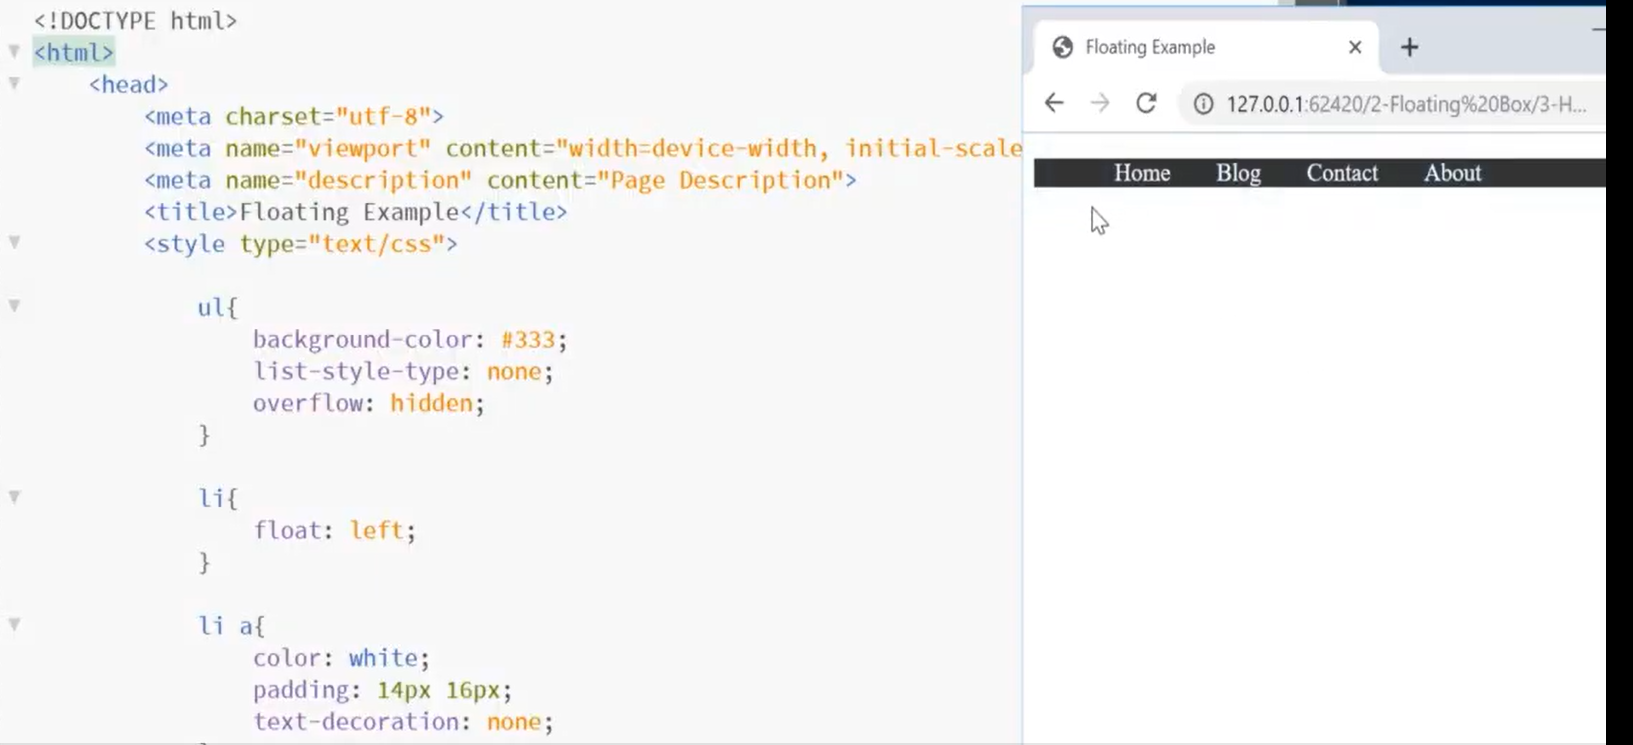 <!DOCTYPE html>
<html>
<head>
<meta charset="utf-8">
<meta name="viewport" content="width=device-width, initial-scale
<meta name="description" content="Page Description">
<title>Floating Example</title>
<style type="text/css">
ul{
background-color: #333;
list-style-type: none;
overflow: hidden;
}
li{
float: left;
}
li a{
color: white;
padding: 14px 16px;
text-decoration: none;
Floating Example
127.0.0.1:62420/2-Floating%20Box/3-H...
Home Blog Contact About